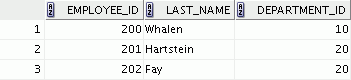 EMPLOYEE_ID LAST_NAME DEPARTMENT_ID
1 200 Whalen 10
2 201 Hartstein 20
3 202 Fay 20